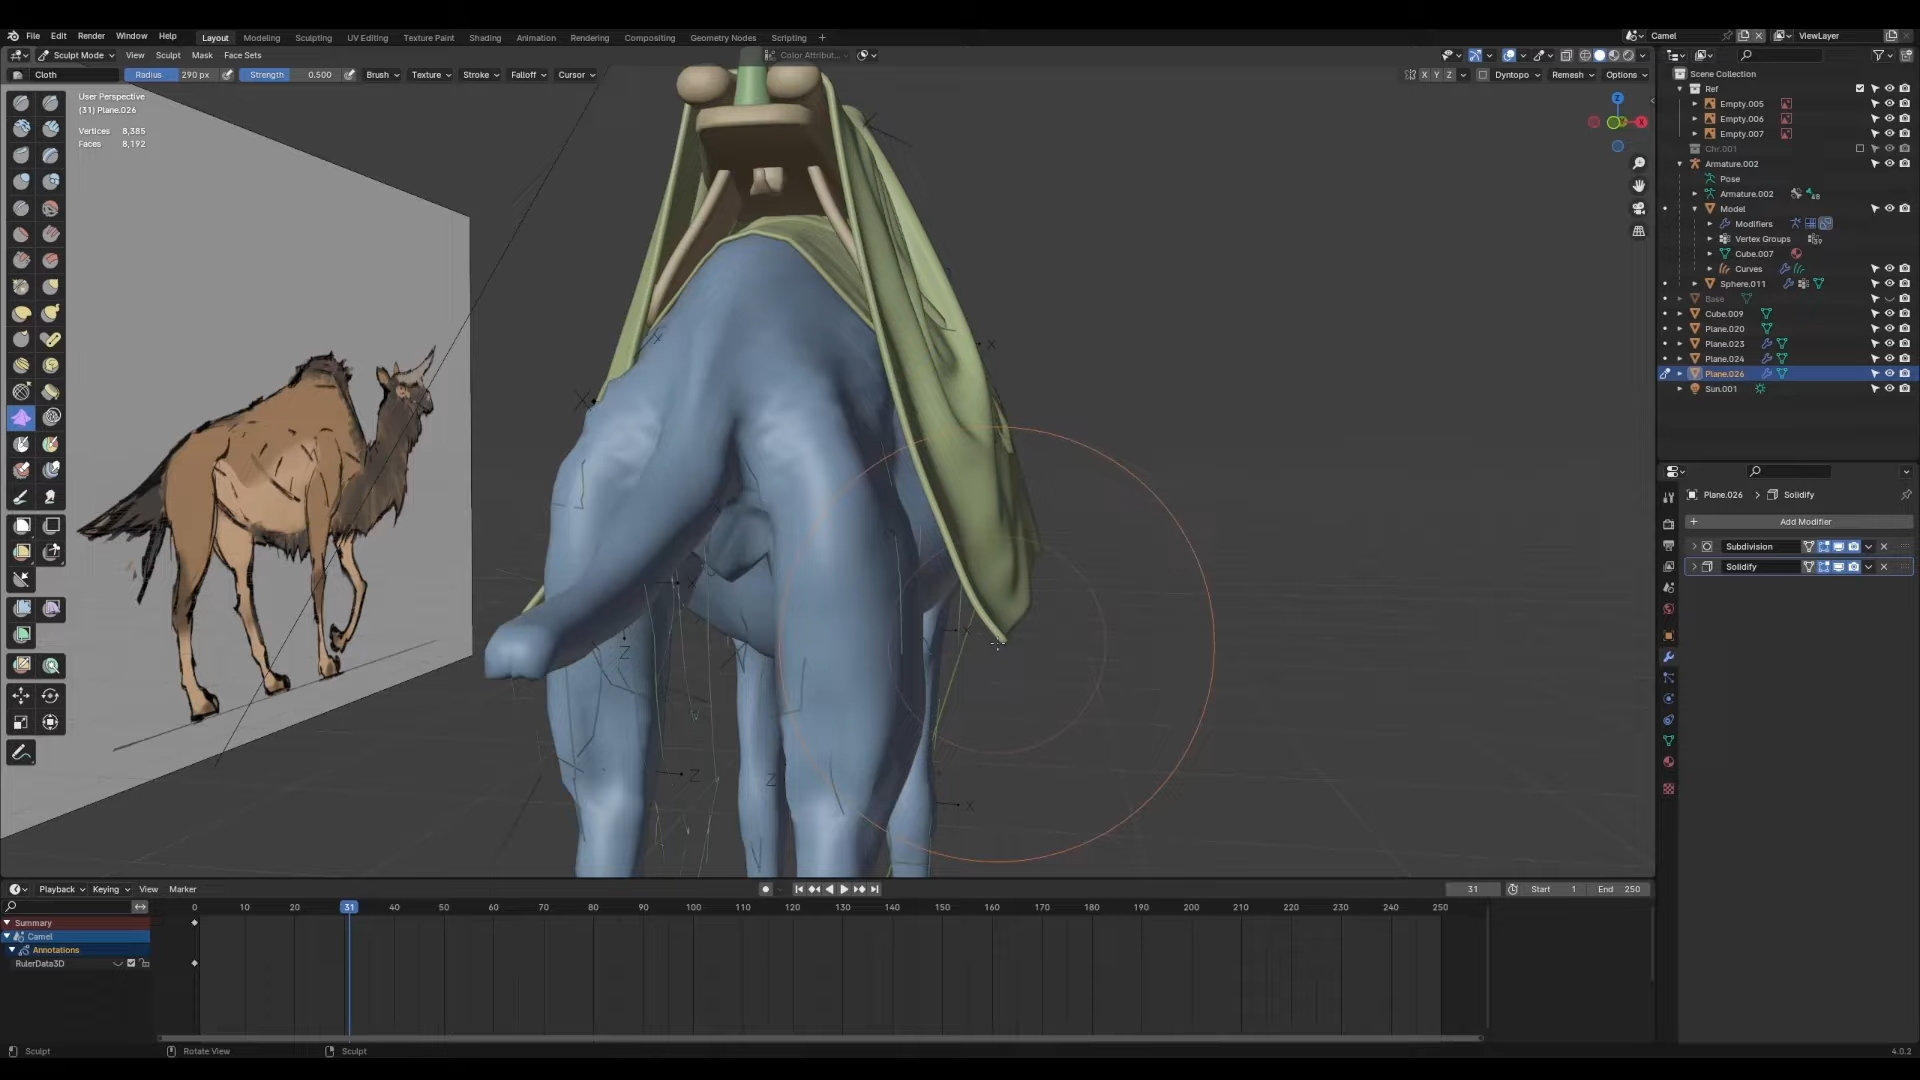 File Edit Render Window Help Layout Modeling Sculpting UV Editing Texture Paint Shading Animation Rendering Compositing Geometry Nodes Scripting + Camel ViewLayer
Sculpt Mode View Sculpt Mask Face Sets Color Attribut...
Cloth Radius 290 px Strength 0.500 Brush Texture Stroke Falloff Cursor X Y Z Dyntopo Remesh Options
User Perspective
(31) Plane.026
Vertices 8,385
Faces 8,192
Z
X
X
X
Z
Z
Z
X
X
Scene Collection
Ref
Empty.005
Empty.006
Empty.007
Chr.001
Armature.002
Pose
Armature.002
Model
Modifiers
Vertex Groups
Cube.007
Curves
Sphere.011
Base
Cube.009
Plane.020
Plane.023
Plane.024
Plane.026
Sun.001
Plane.026 > Solidify
+ Add Modifier
Subdivision
Solidify
Playback Keying View Marker 31 Start 1 End 250
0 10 20 31 40 50 60 70 80 90 100 110 120 130 140 150 160 170 180 190 200 210 220 230 240 250
Summary
Camel
Annotations
RulerData3D
Sculpt Rotate View Sculpt 4.0.2